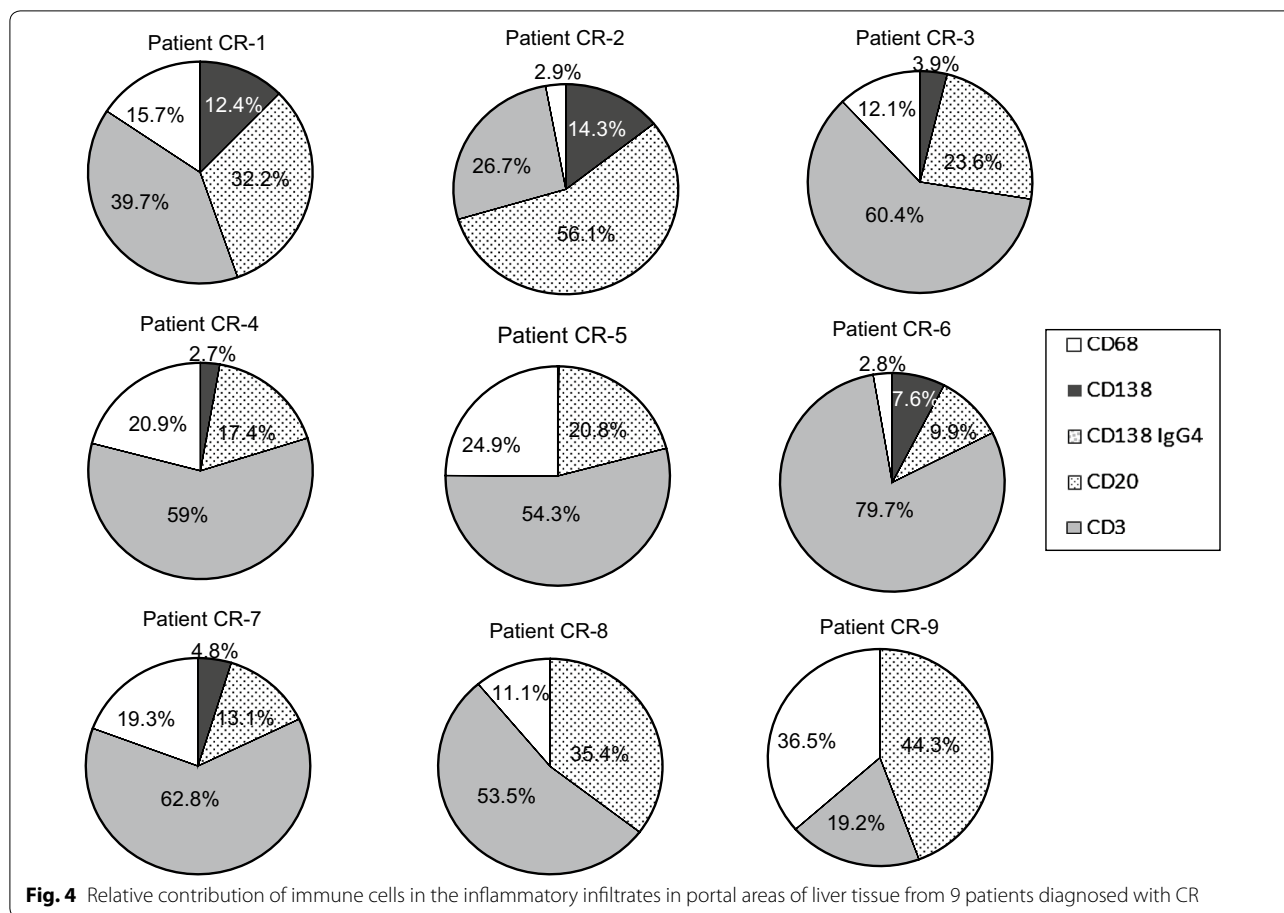 Patient CR-1
Patient CR-2
Patient CR-3
15.7%
12.4%
32.2%
39.7%
2.9%
14.3%
26.7%
56.1%
3.9%
12.1%
23.6%
60.4%
Patient CR-4
Patient CR-5
Patient CR-6
2.7%
20.9%
17.4%
59%
24.9%
20.8%
54.3%
2.8%
7.6%
9.9%
79.7%
CD68
CD138
CD138 IgG4
CD20
CD3
Patient CR-7
Patient CR-8
Patient CR-9
4.8%
19.3%
13.1%
62.8%
11.1%
35.4%
53.5%
36.5%
44.3%
19.2%
Fig. 4 Relative contribution of immune cells in the inflammatory infiltrates in portal areas of liver tissue from 9 patients diagnosed with CR